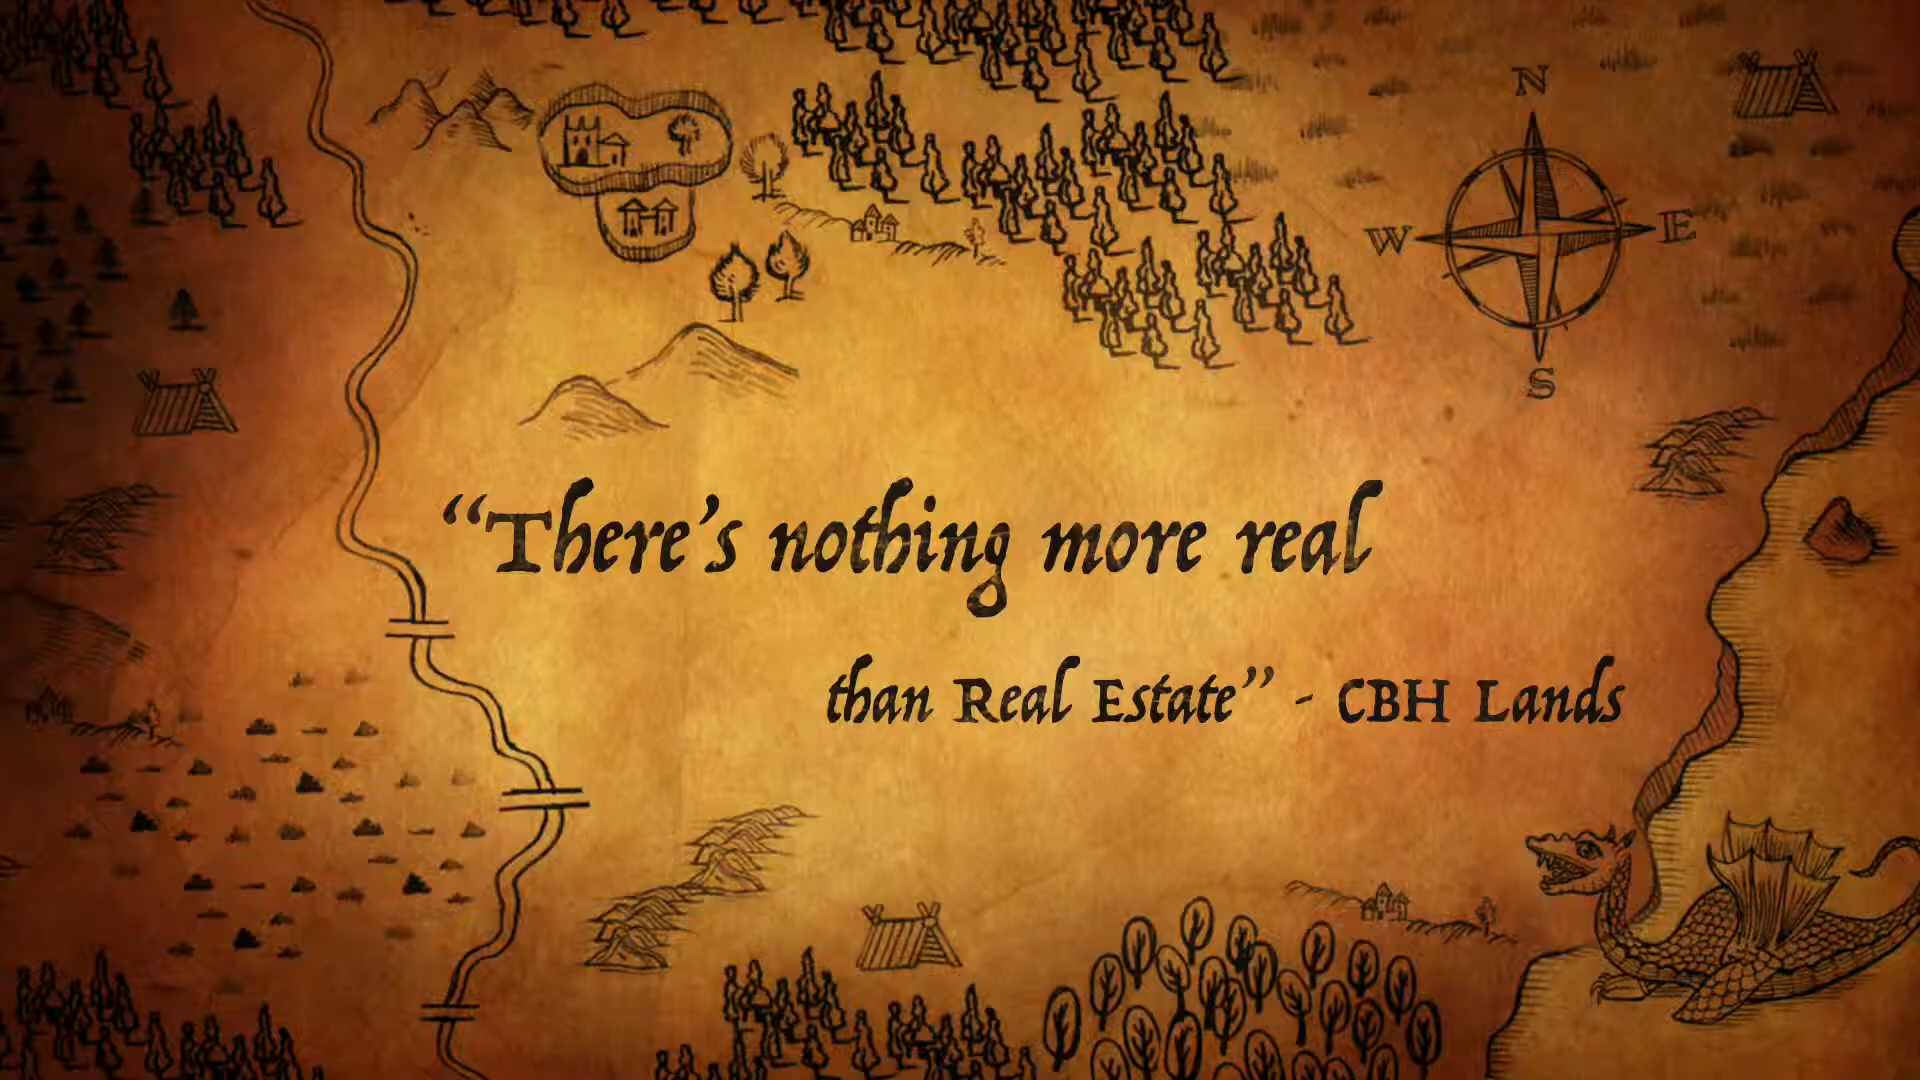 N
W
E
S
“There’s nothing more real
than Real Estate” - CBH Lands